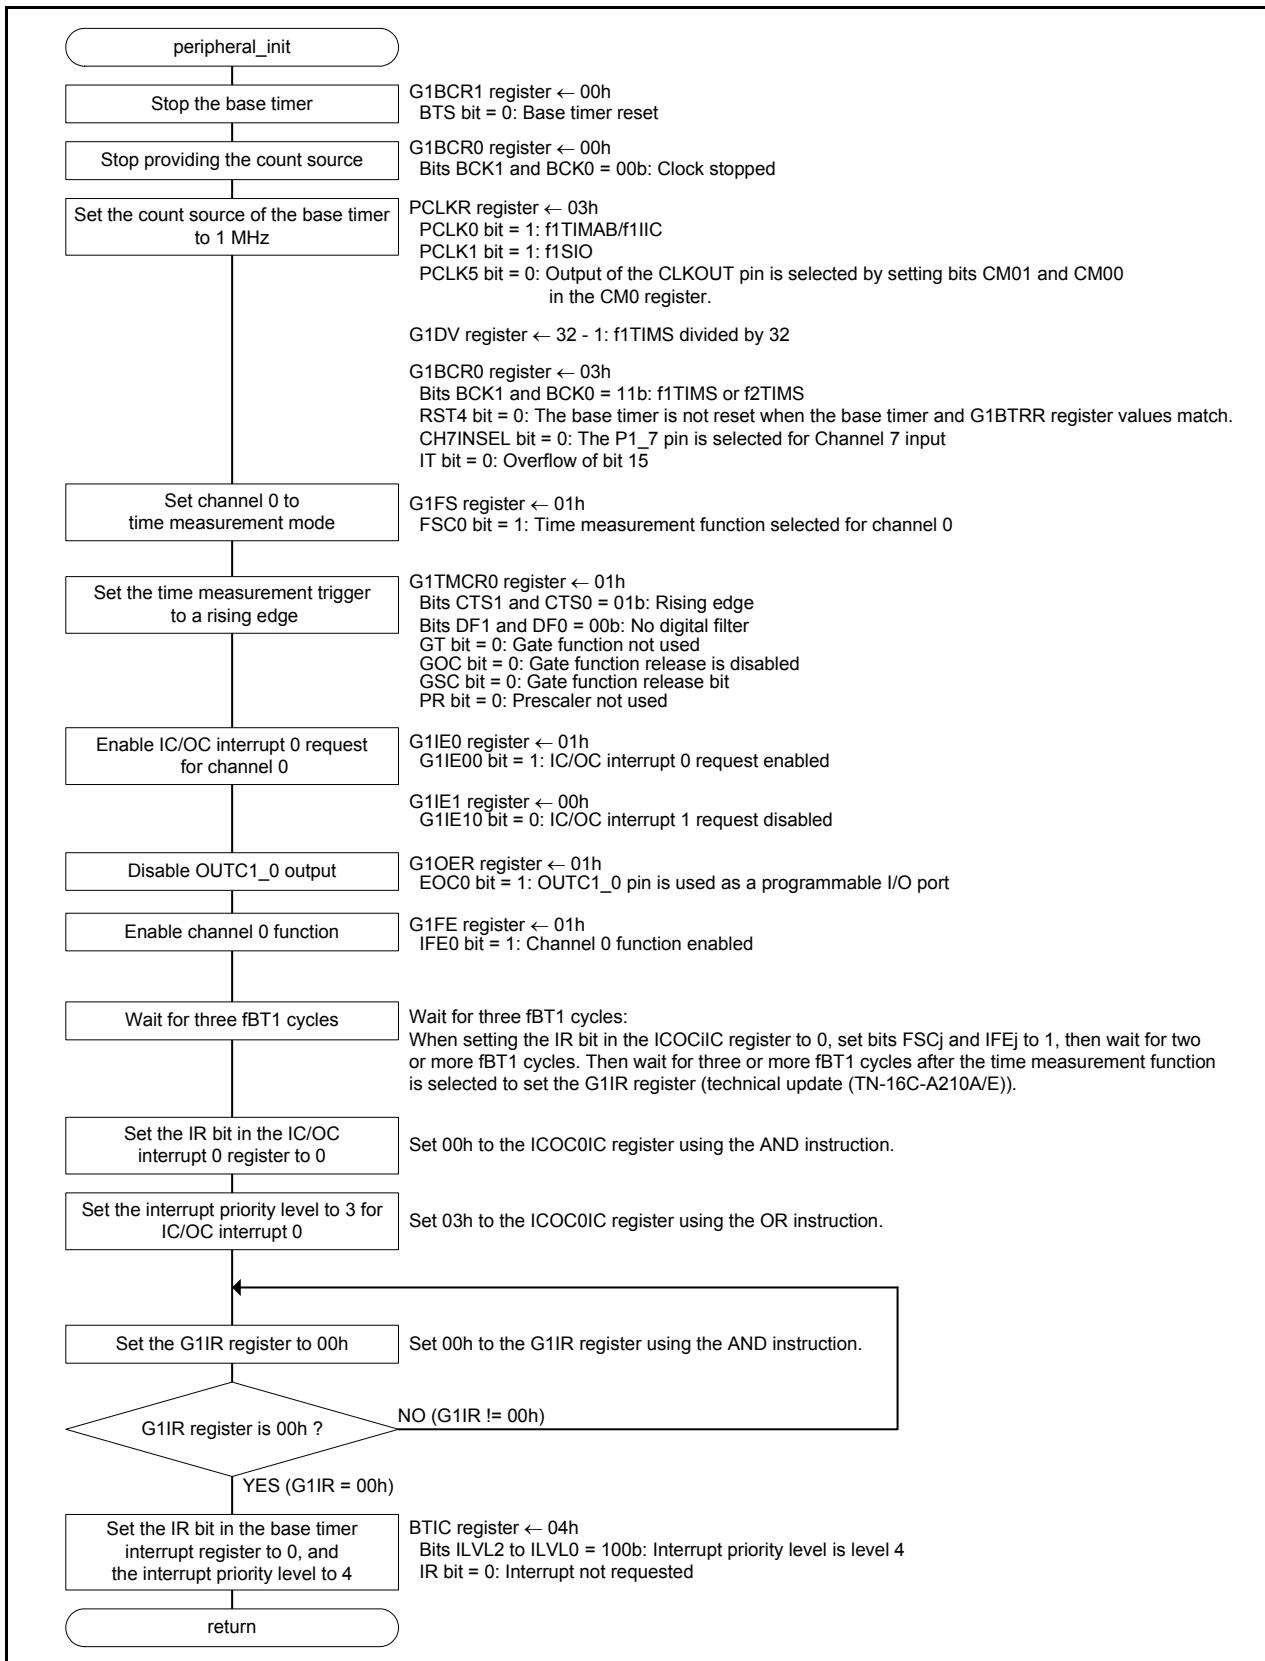 peripheral_init
Stop the base timer
G1BCR1 register ← 00h
BTS bit = 0: Base timer reset
Stop providing the count source
G1BCR0 register ← 00h
Bits BCK1 and BCK0 = 00b: Clock stopped
Set the count source of the base timer
to 1 MHz
PCLKR register ← 03h
PCLK0 bit = 1: f1TIMAB/f1IIC
PCLK1 bit = 1: f1SIO
PCLK5 bit = 0: Output of the CLKOUT pin is selected by setting bits CM01 and CM00
in the CM0 register.
G1DV register ← 32 - 1: f1TIMS divided by 32
G1BCR0 register ← 03h
Bits BCK1 and BCK0 = 11b: f1TIMS or f2TIMS
RST4 bit = 0: The base timer is not reset when the base timer and G1BTRR register values match.
CH7INSEL bit = 0: The P1_7 pin is selected for Channel 7 input
IT bit = 0: Overflow of bit 15
Set channel 0 to
time measurement mode
G1FS register ← 01h
FSC0 bit = 1: Time measurement function selected for channel 0
Set the time measurement trigger
to a rising edge
G1TMCR0 register ← 01h
Bits CTS1 and CTS0 = 01b: Rising edge
Bits DF1 and DF0 = 00b: No digital filter
GT bit = 0: Gate function not used
GOC bit = 0: Gate function release is disabled
GSC bit = 0: Gate function release bit
PR bit = 0: Prescaler not used
Enable IC/OC interrupt 0 request
for channel 0
G1IE0 register ← 01h
G1IE00 bit = 1: IC/OC interrupt 0 request enabled
G1IE1 register ← 00h
G1IE10 bit = 0: IC/OC interrupt 1 request disabled
Disable OUTC1_0 output
G1OER register ← 01h
EOC0 bit = 1: OUTC1_0 pin is used as a programmable I/O port
Enable channel 0 function
G1FE register ← 01h
IFE0 bit = 1: Channel 0 function enabled
Wait for three fBT1 cycles
Wait for three fBT1 cycles:
When setting the IR bit in the ICOCiIC register to 0, set bits FSCj and IFEj to 1, then wait for two
or more fBT1 cycles. Then wait for three or more fBT1 cycles after the time measurement function
is selected to set the G1IR register (technical update (TN-16C-A210A/E)).
Set the IR bit in the IC/OC
interrupt 0 register to 0
Set 00h to the ICOC0IC register using the AND instruction.
Set the interrupt priority level to 3 for
IC/OC interrupt 0
Set 03h to the ICOC0IC register using the OR instruction.
Set the G1IR register to 00h
Set 00h to the G1IR register using the AND instruction.
G1IR register is 00h ?
NO (G1IR != 00h)
YES (G1IR = 00h)
Set the IR bit in the base timer
interrupt register to 0, and
the interrupt priority level to 4
BTIC register ← 04h
Bits ILVL2 to ILVL0 = 100b: Interrupt priority level is level 4
IR bit = 0: Interrupt not requested
return